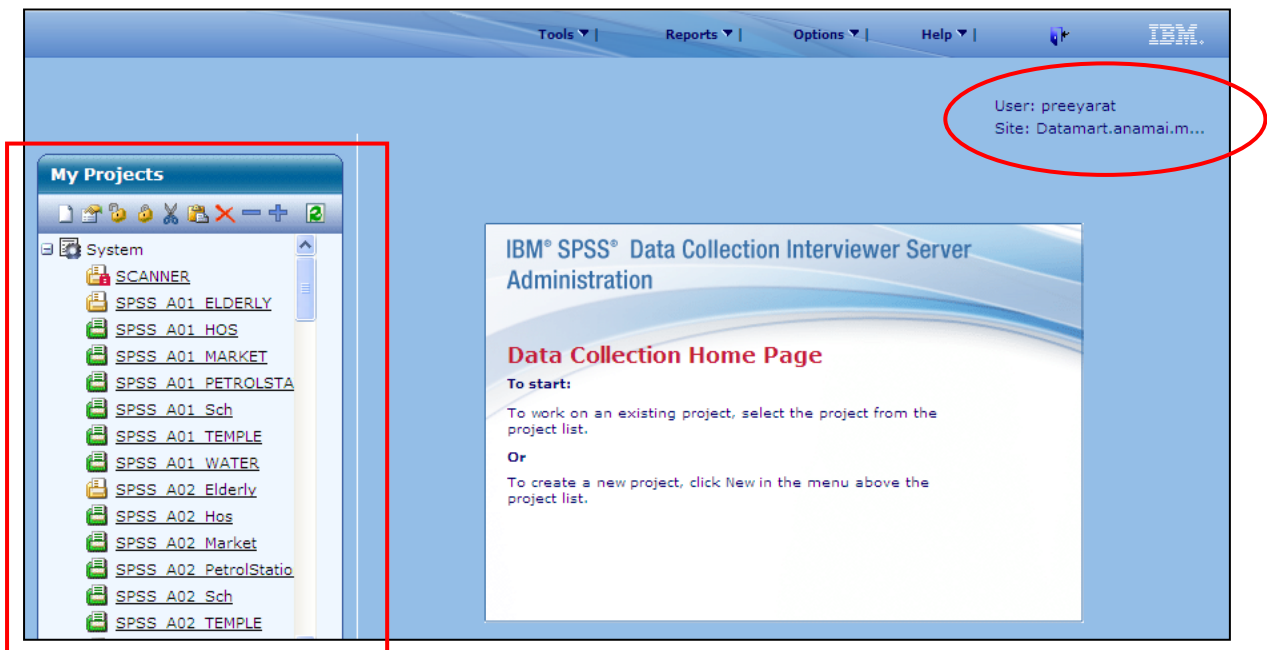 Tools ▼ |
Reports ▼ |
Options ▼ |
Help ▼ |
IBM.
User: preeyarat
Site: Datamart.anamai.m...
My Projects
System
SCANNER
SPSS_A01_ELDERLY
SPSS_A01_HOS
SPSS_A01_MARKET
SPSS_A01_PETROLSTA
SPSS_A01_Sch
SPSS_A01_TEMPLE
SPSS_A01_WATER
SPSS_A02_Elderly
SPSS_A02_Hos
SPSS_A02_Market
SPSS_A02_PetrolStatio
SPSS_A02_Sch
SPSS_A02_TEMPLE
IBM® SPSS® Data Collection Interviewer Server
Administration
Data Collection Home Page
To start:
To work on an existing project, select the project from the
project list.
Or
To create a new project, click New in the menu above the
project list.